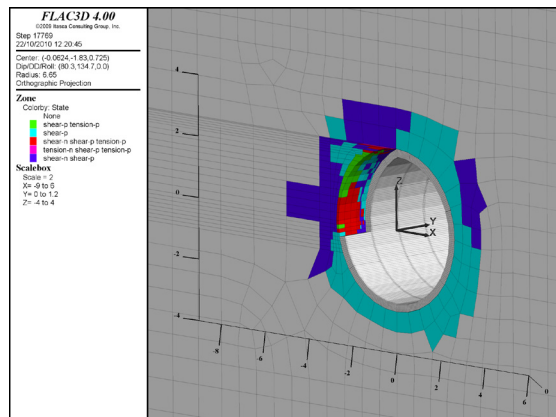 FLAC3D 4.00
©2009 Itasca Consulting Group, Inc.
Step 17769
22/10/2010 12:20:45
Center: (-0.0624,-1.83,0.725)
Dip/DD/Roll: (80.3,134.7,0.0)
Radius: 6.65
Orthographic Projection
Zone
Colorby: State
None
shear-p tension-p
shear-p
shear-n shear-p tension-p
tension-n shear-p tension-p
shear-n shear-p
Scalebox
Scale = 2
X= -9 to 6
Y= 0 to 1.2
Z= -4 to 4
4
2
0
-2
-4
Z
Y
X
-8
-6
-4
-2
0
2
4
6
0